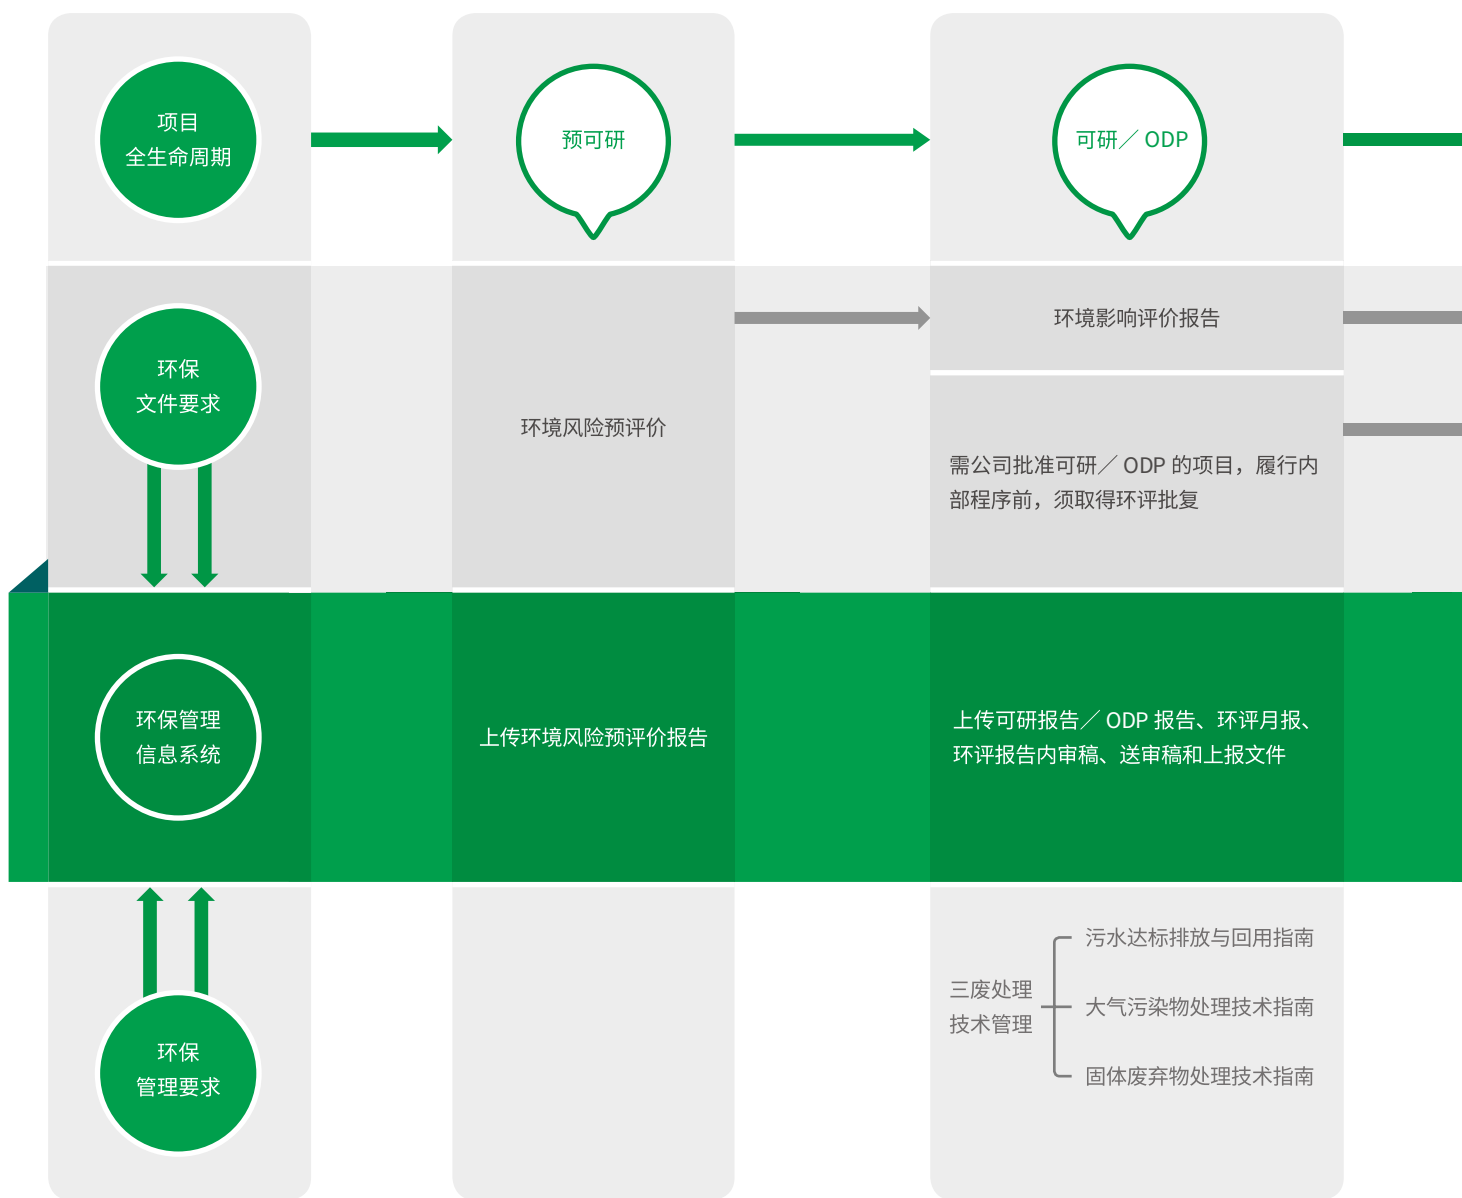 项目
全生命周期
预可研
可研／ODP
环保
文件要求
环境风险预评价
环境影响评价报告
需公司批准可研／ODP 的项目，履行内
部程序前，须取得环评批复
环保管理
信息系统
上传环境风险预评价报告
上传可研报告／ODP 报告、环评月报、
环评报告内审稿、送审稿和上报文件
环保
管理要求
三废处理
技术管理
污水达标排放与回用指南
大气污染物处理技术指南
固体废弃物处理技术指南